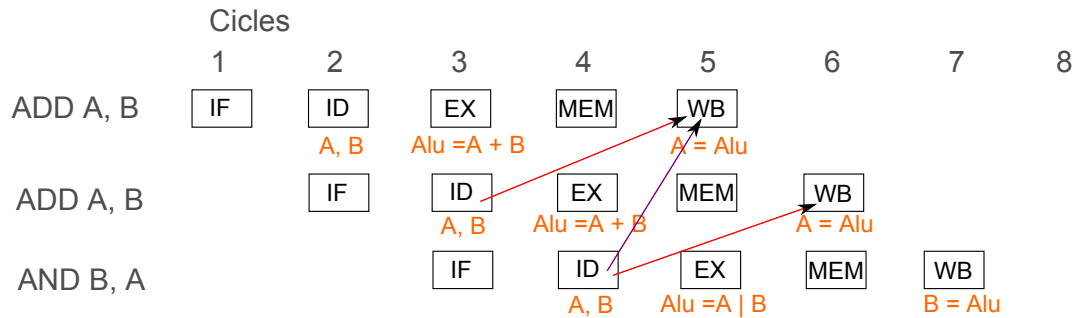 Cicles
1 2 3 4 5 6 7 8
ADD A, B IF ID EX MEM WB
A, B Alu =A + B A = Alu
ADD A, B IF ID EX MEM WB
A, B Alu =A + B A = Alu
AND B, A IF ID EX MEM WB
A, B Alu =A | B B = Alu